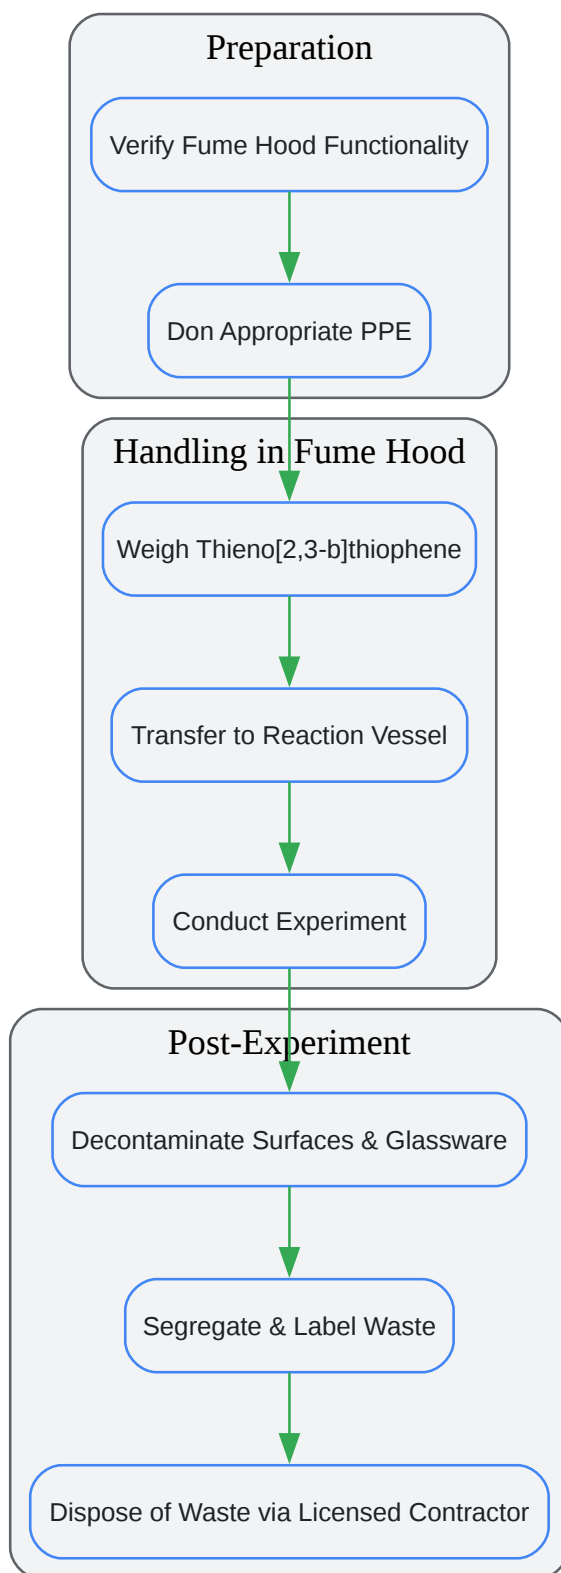 Preparation
Verify Fume Hood Functionality
Don Appropriate PPE
Handling in Fume Hood
Weigh Thieno[2,3-b]thiophene
Transfer to Reaction Vessel
Conduct Experiment
Post-Experiment
Decontaminate Surfaces & Glassware
Segregate & Label Waste
Dispose of Waste via Licensed Contractor